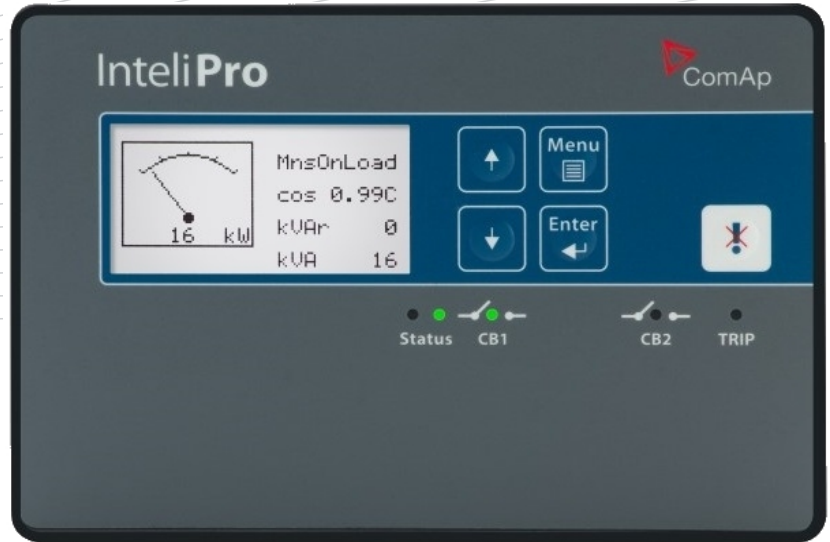 InteliPro
ComAp
MnsOnLoad
cos 0.99C
kVAr 0
kVA 16
16 kW
Menu
Enter
Status
CB1
CB2
TRIP